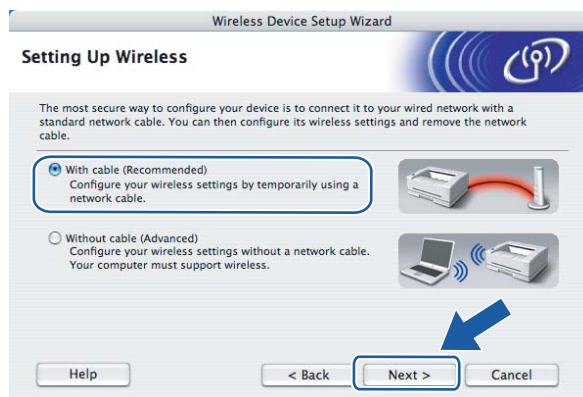 Wireless Device Setup Wizard
Setting Up Wireless
The most secure way to configure your device is to connect it to your wired network with a
standard network cable. You can then configure its wireless settings and remove the network
cable.
With cable (Recommended)
Configure your wireless settings by temporarily using a
network cable.
Without cable (Advanced)
Configure your wireless settings without a network cable.
Your computer must support wireless.
Help
< Back
Next >
Cancel